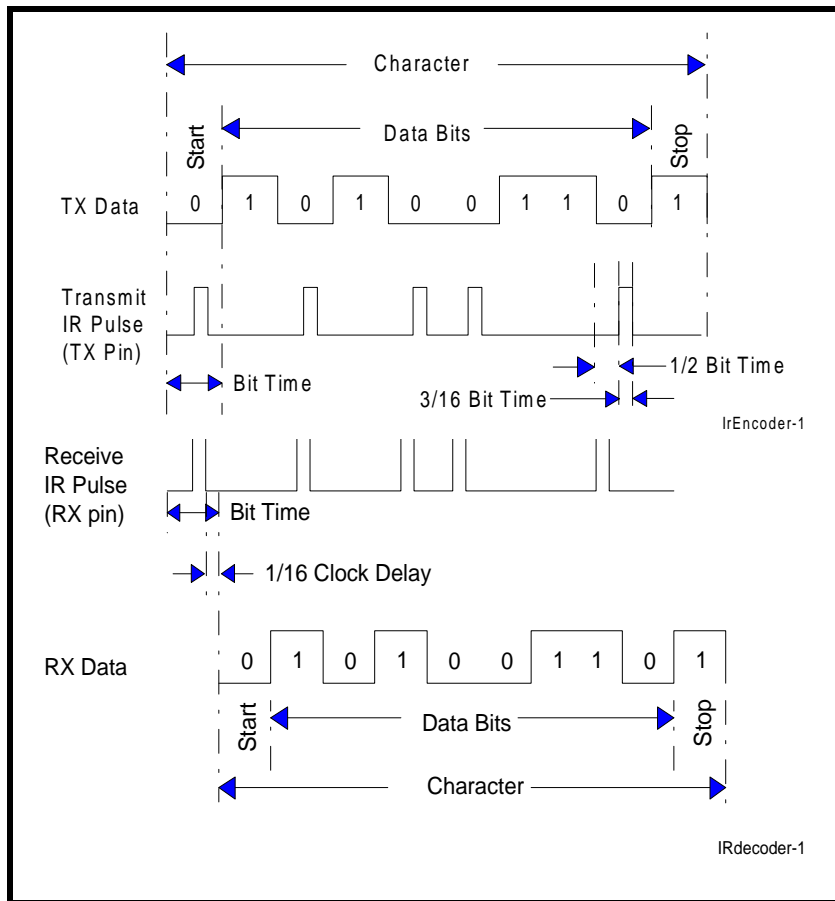 Character
Start
Data Bits
Stop
TX Data
0 1 0 1 0 0 1 1 0 1
Transmit
IR Pulse
(TX Pin)
Bit Time
1/2 Bit Time
3/16 Bit Time
IrEncoder-1
Receive
IR Pulse
(RX pin)
Bit Time
1/16 Clock Delay
RX Data
0 1 0 1 0 0 1 1 0 1
Start
Data Bits
Stop
Character
IRdecoder-1